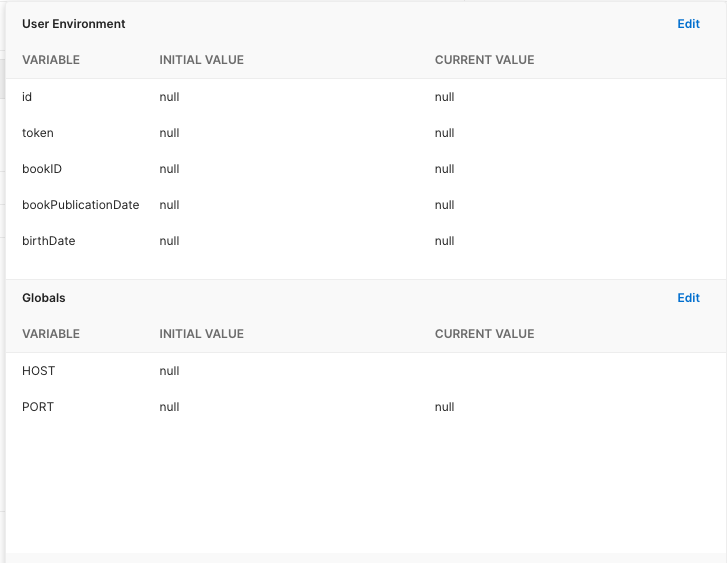 User Environment Edit
VARIABLE INITIAL VALUE CURRENT VALUE
id null null
token null null
bookID null null
bookPublicationDate null null
birthDate null null
Globals Edit
VARIABLE INITIAL VALUE CURRENT VALUE
HOST null
PORT null null